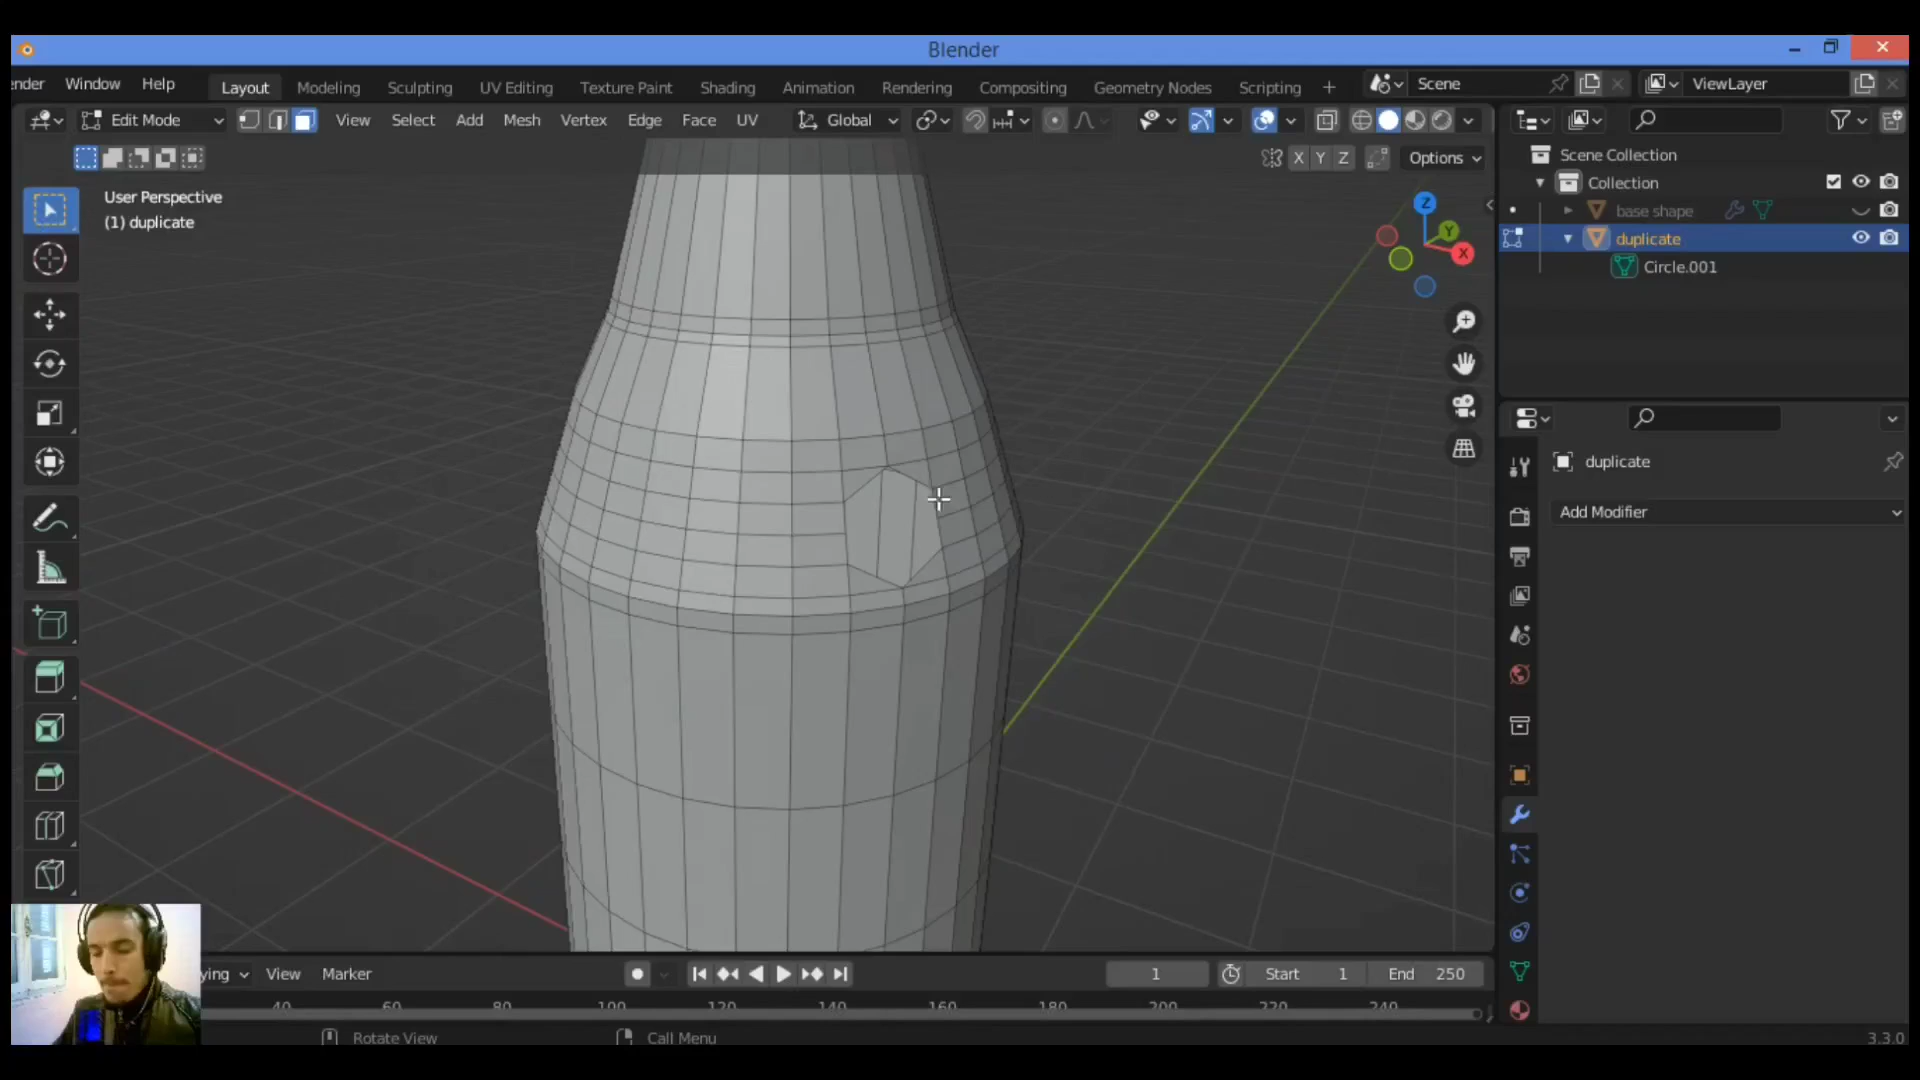 Blender
nder Window Help Layout Modeling Sculpting UV Editing Texture Paint Shading Animation Rendering Compositing Geometry Nodes Scripting + Scene ViewLayer
Edit Mode View Select Add Mesh Vertex Edge Face UV Global
X Y Z Options
User Perspective
(1) duplicate
Z
Y
X
Scene Collection
Collection
base shape
duplicate
Circle.001
duplicate
Add Modifier
ying View Marker 1 Start 1 End 250
40 60 80 100 120 140 160 180 200 220 240
Rotate View Call Menu 3.3.0